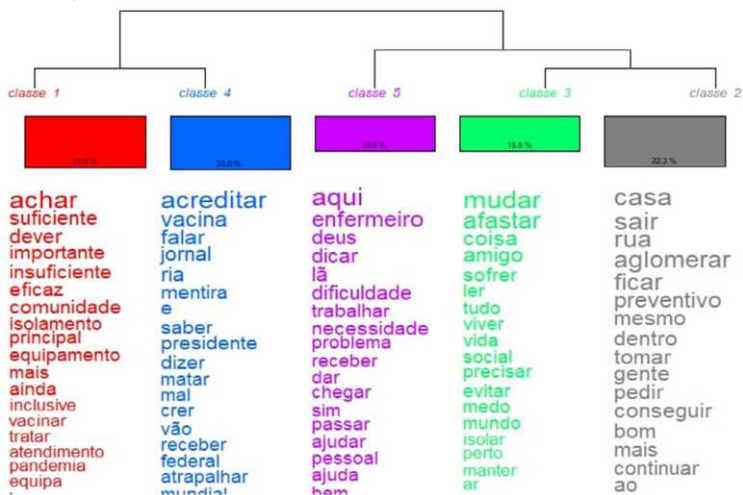 classe 1
classe 4
classe 5
classe 3
classe 2
22.3 %
achar
suficiente
dever
importante
insuficiente
eficaz
comunidade
isolamento
principal
equipamento
mais
ainda
inclusive
vacinar
tratar
atendimento
pandemia
equipa
acreditar
vacina
falar
jornal
ria
mentira
e
saber
presidente
dizer
matar
mal
crer
vão
receber
federal
atrapalhar
mundial
aqui
enfermeiro
deus
dicar
lã
dificuldade
trabalhar
necessidade
problema
receber
dar
chegar
sim
passar
ajudar
pessoal
ajuda
bem
mudar
afastar
coisa
amigo
sofrer
ler
tudo
viver
vida
social
precisar
evitar
medo
mundo
isolar
perto
manter
ar
casa
sair
rua
aglomerar
ficar
preventivo
mesmo
dentro
tomar
gente
pedir
conseguir
bom
mais
continuar
ao